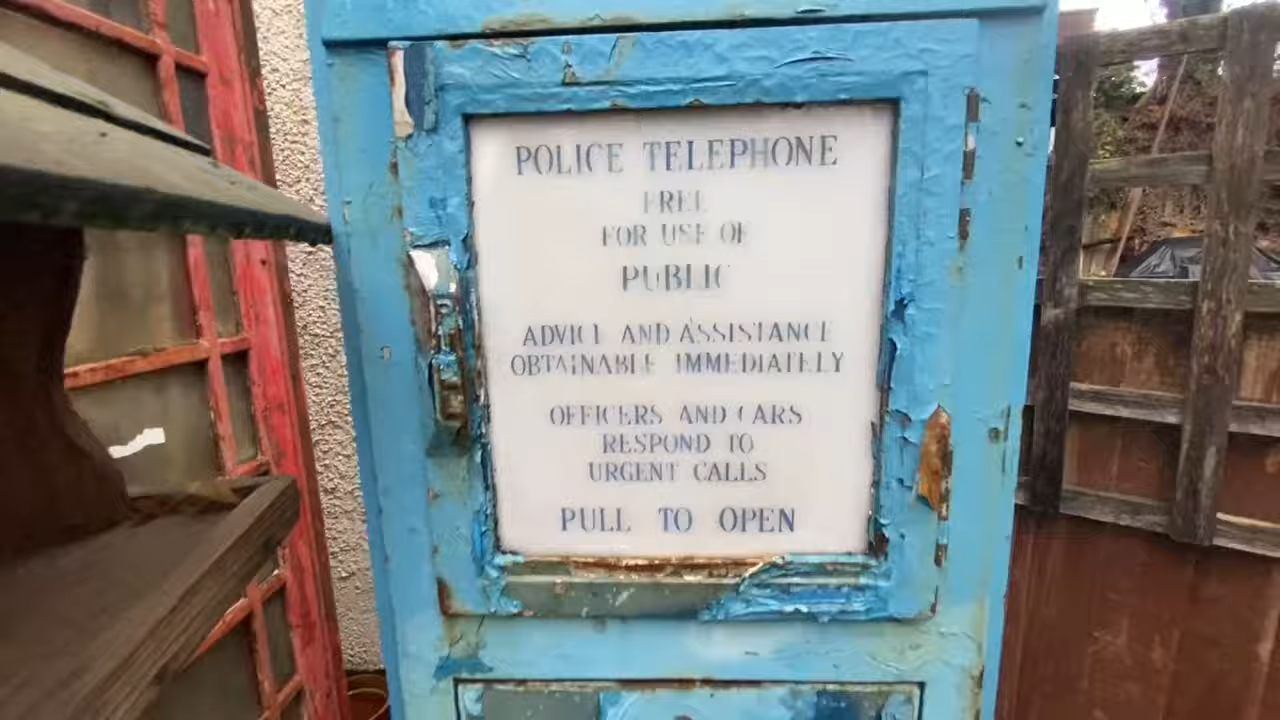 POLICE TELEPHONE
FREE
FOR USE OF
PUBLIC
ADVICE AND ASSISTANCE
OBTAINABLE IMMEDIATELY
OFFICERS AND CARS
RESPOND TO
URGENT CALLS
PULL TO OPEN